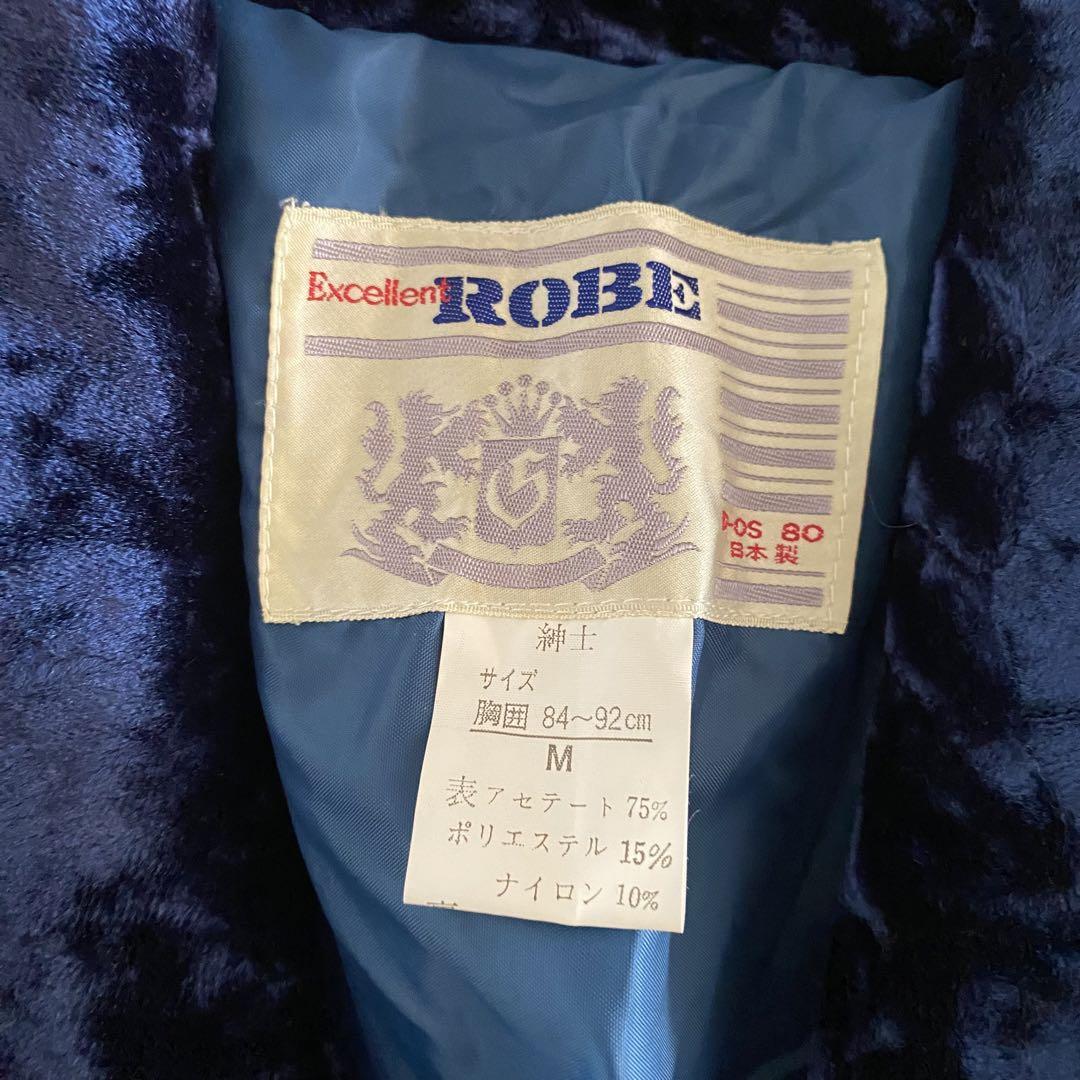 Excellent ROBE
G
-OS 80
日本製
紳士
サイズ
胸囲 84～92cm
M
表アセテート 75%
ポリエステル 15%
ナイロン 10%